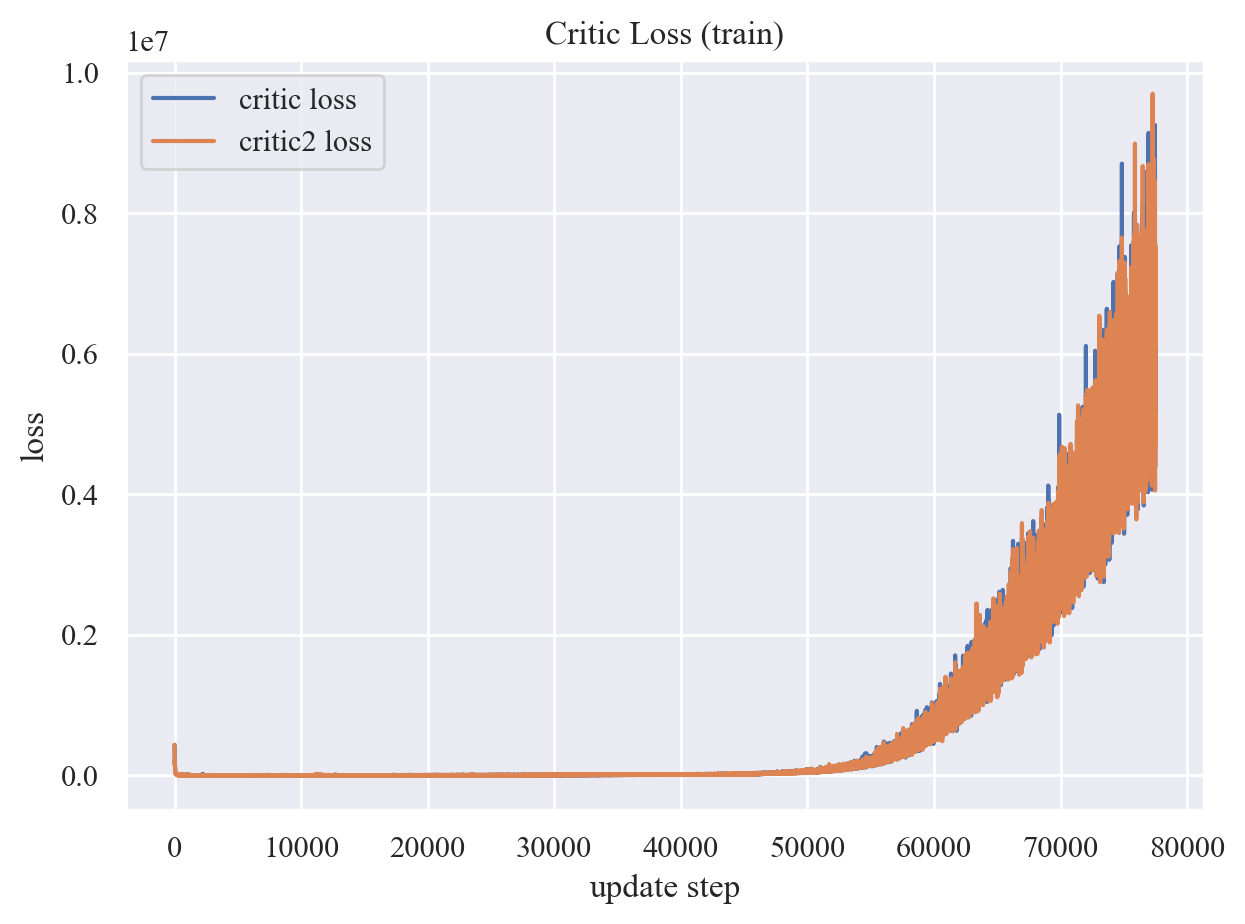 Critic Loss (train)
1e7
1.0
0.8
0.6
0.4
0.2
0.0
loss
critic loss
critic2 loss
0 10000 20000 30000 40000 50000 60000 70000 80000
update step